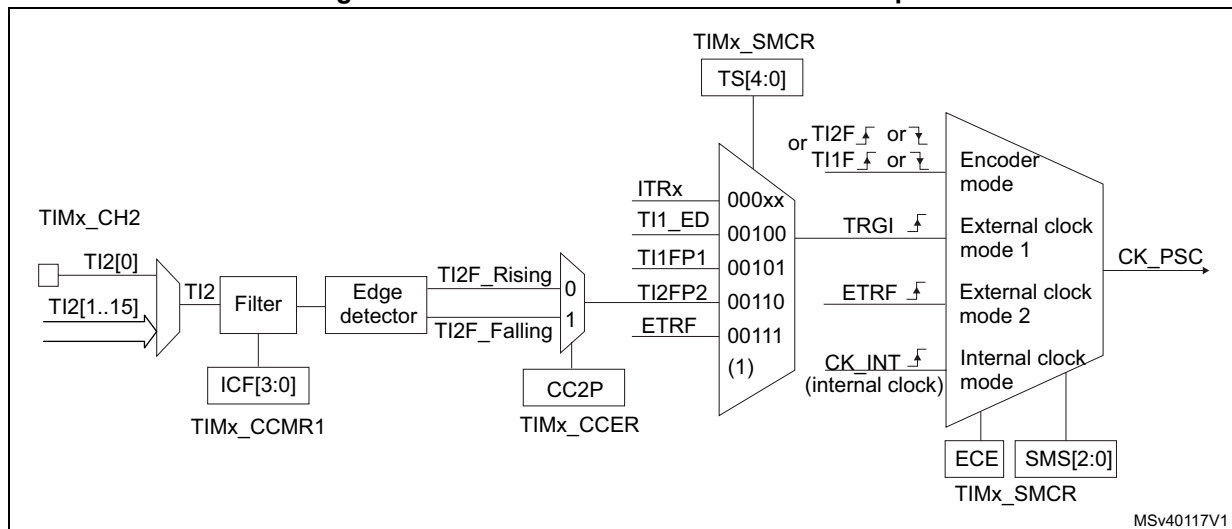 TIMx_SMCR
TS[4:0]
or TI2F or
TI1F or
Encoder
mode
ITRx
000xx
TIMx_CH2
TI1_ED
00100
TRGI
External clock
mode 1
CK_PSC
TI2[0]
TI1FP1
00101
TI2F_Rising
0
TI2
Filter
Edge
detector
TI2FP2
00110
ETRF
External clock
mode 2
TI2[1..15]
TI2F_Falling
1
ETRF
00111
(1)
CK_INT
(internal clock)
Internal clock
mode
ICF[3:0]
CC2P
TIMx_CCMR1
TIMx_CCER
ECE
SMS[2:0]
TIMx_SMCR
MSv40117V1